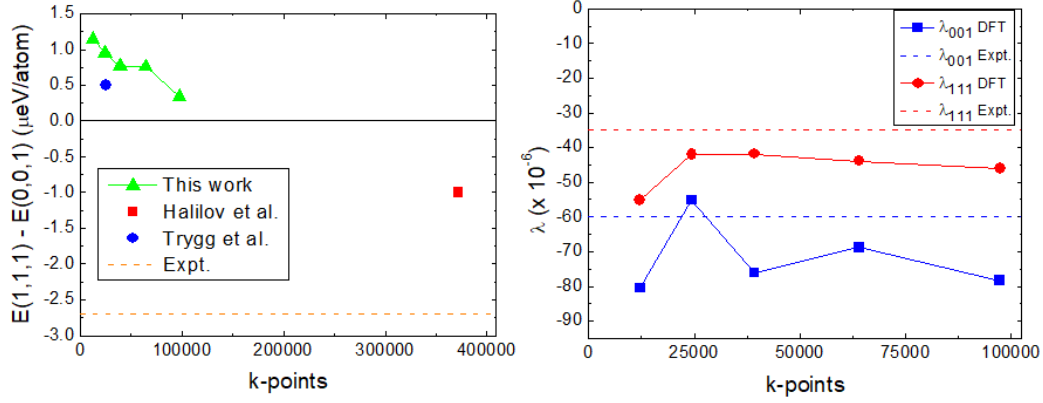 E(1,1,1) - E(0,0,1) (μeV/atom)
1.5
1.0
0.5
0.0
-0.5
-1.0
-1.5
-2.0
-2.5
-3.0
This work
Halilov et al.
Trygg et al.
Expt.
0 100000 200000 300000 400000
k-points
λ (x 10⁻⁶)
0
-10
-20
-30
-40
-50
-60
-70
-80
-90
λ₀₀₁ DFT
λ₀₀₁ Expt.
λ₁₁₁ DFT
λ₁₁₁ Expt.
0 25000 50000 75000 100000
k-points